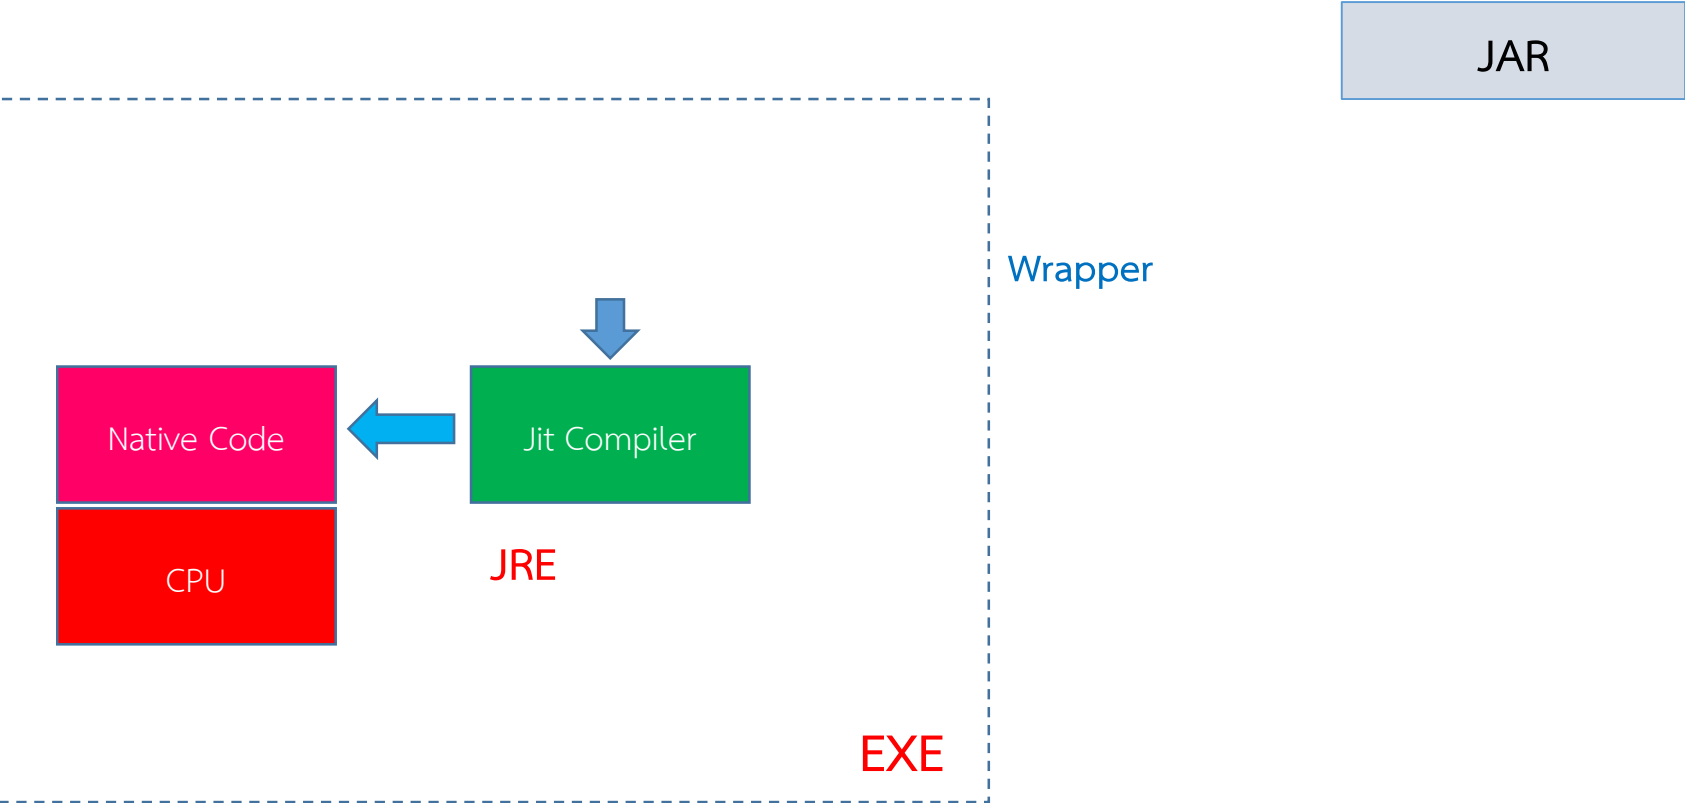 JAR
Wrapper
Native Code
Jit Compiler
CPU
JRE
EXE